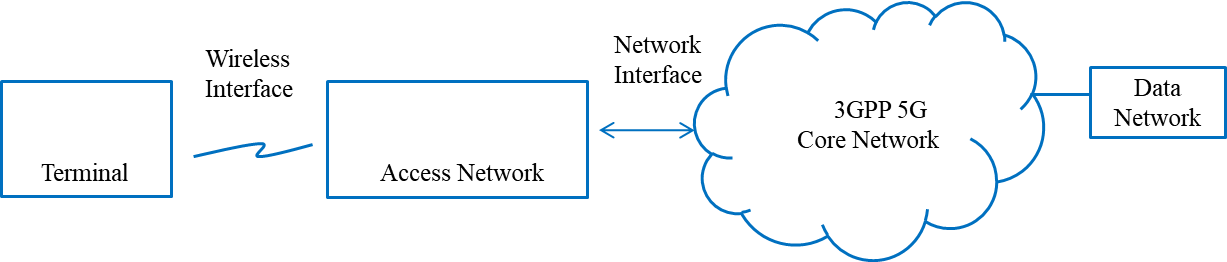 Wireless
Interface
Network
Interface
Terminal
Access Network
3GPP 5G
Core Network
Data
Network